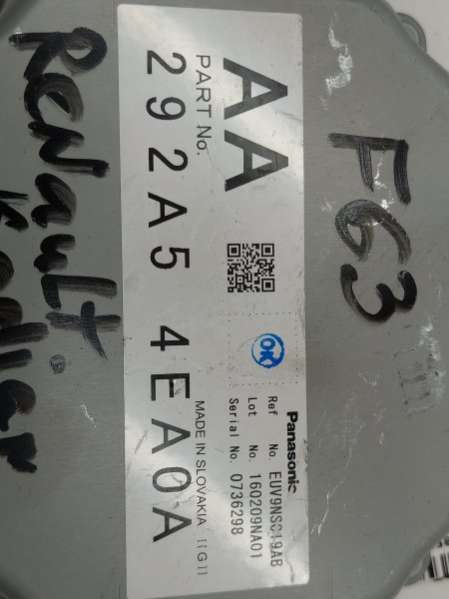 F63
AA
PART No.
292A5 4EA0A
Panasonic
Ref No. EUV9NSC19AB
Lot No. 160209NA01
Serial No. 0736298
MADE IN SLOVAKIA
OK
Renault